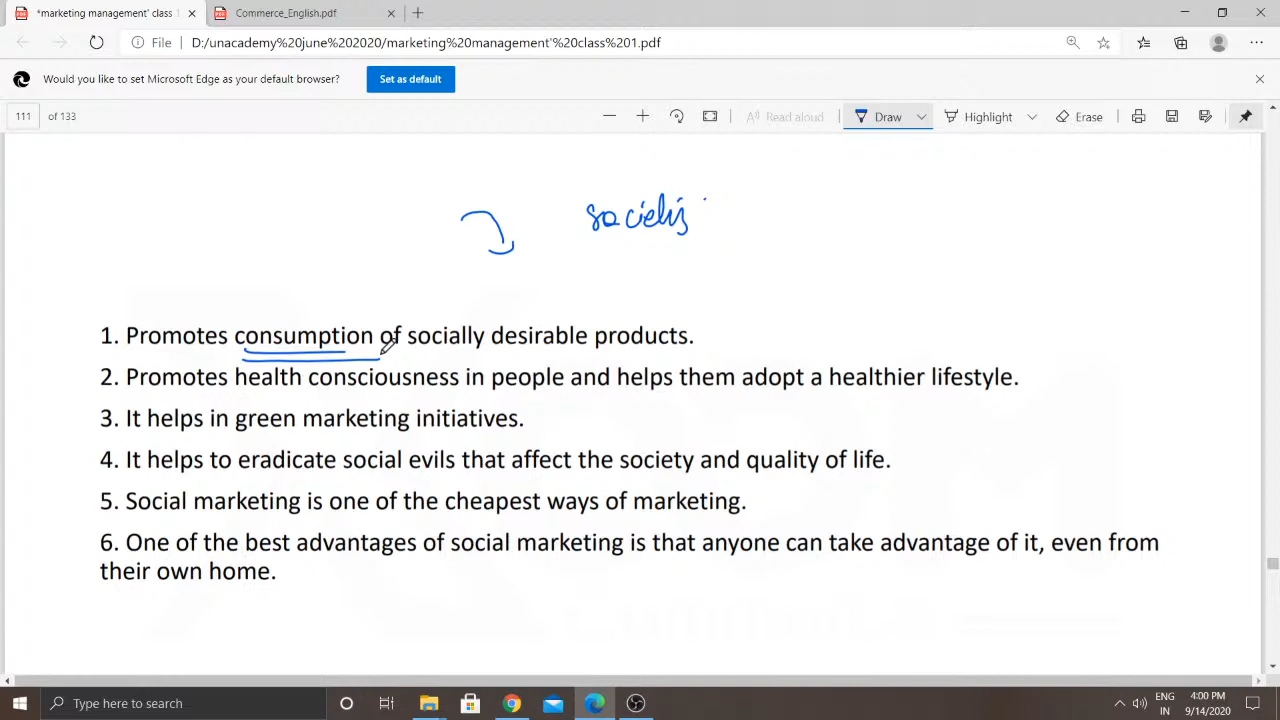 *marketing management' class 1
Commerce_English.pdf
File
D:/unacademy%20june%202020/marketing%20management'%20class%201.pdf
Would you like to set Microsoft Edge as your default browser?
Set as default
111 of 133
Read aloud
Draw
Highlight
Erase
1. Promotes consumption of socially desirable products.
2. Promotes health consciousness in people and helps them adopt a healthier lifestyle.
3. It helps in green marketing initiatives.
4. It helps to eradicate social evils that affect the society and quality of life.
5. Social marketing is one of the cheapest ways of marketing.
6. One of the best advantages of social marketing is that anyone can take advantage of it, even from
their own home.
Type here to search
ENG
4:00 PM
IN
9/14/2020